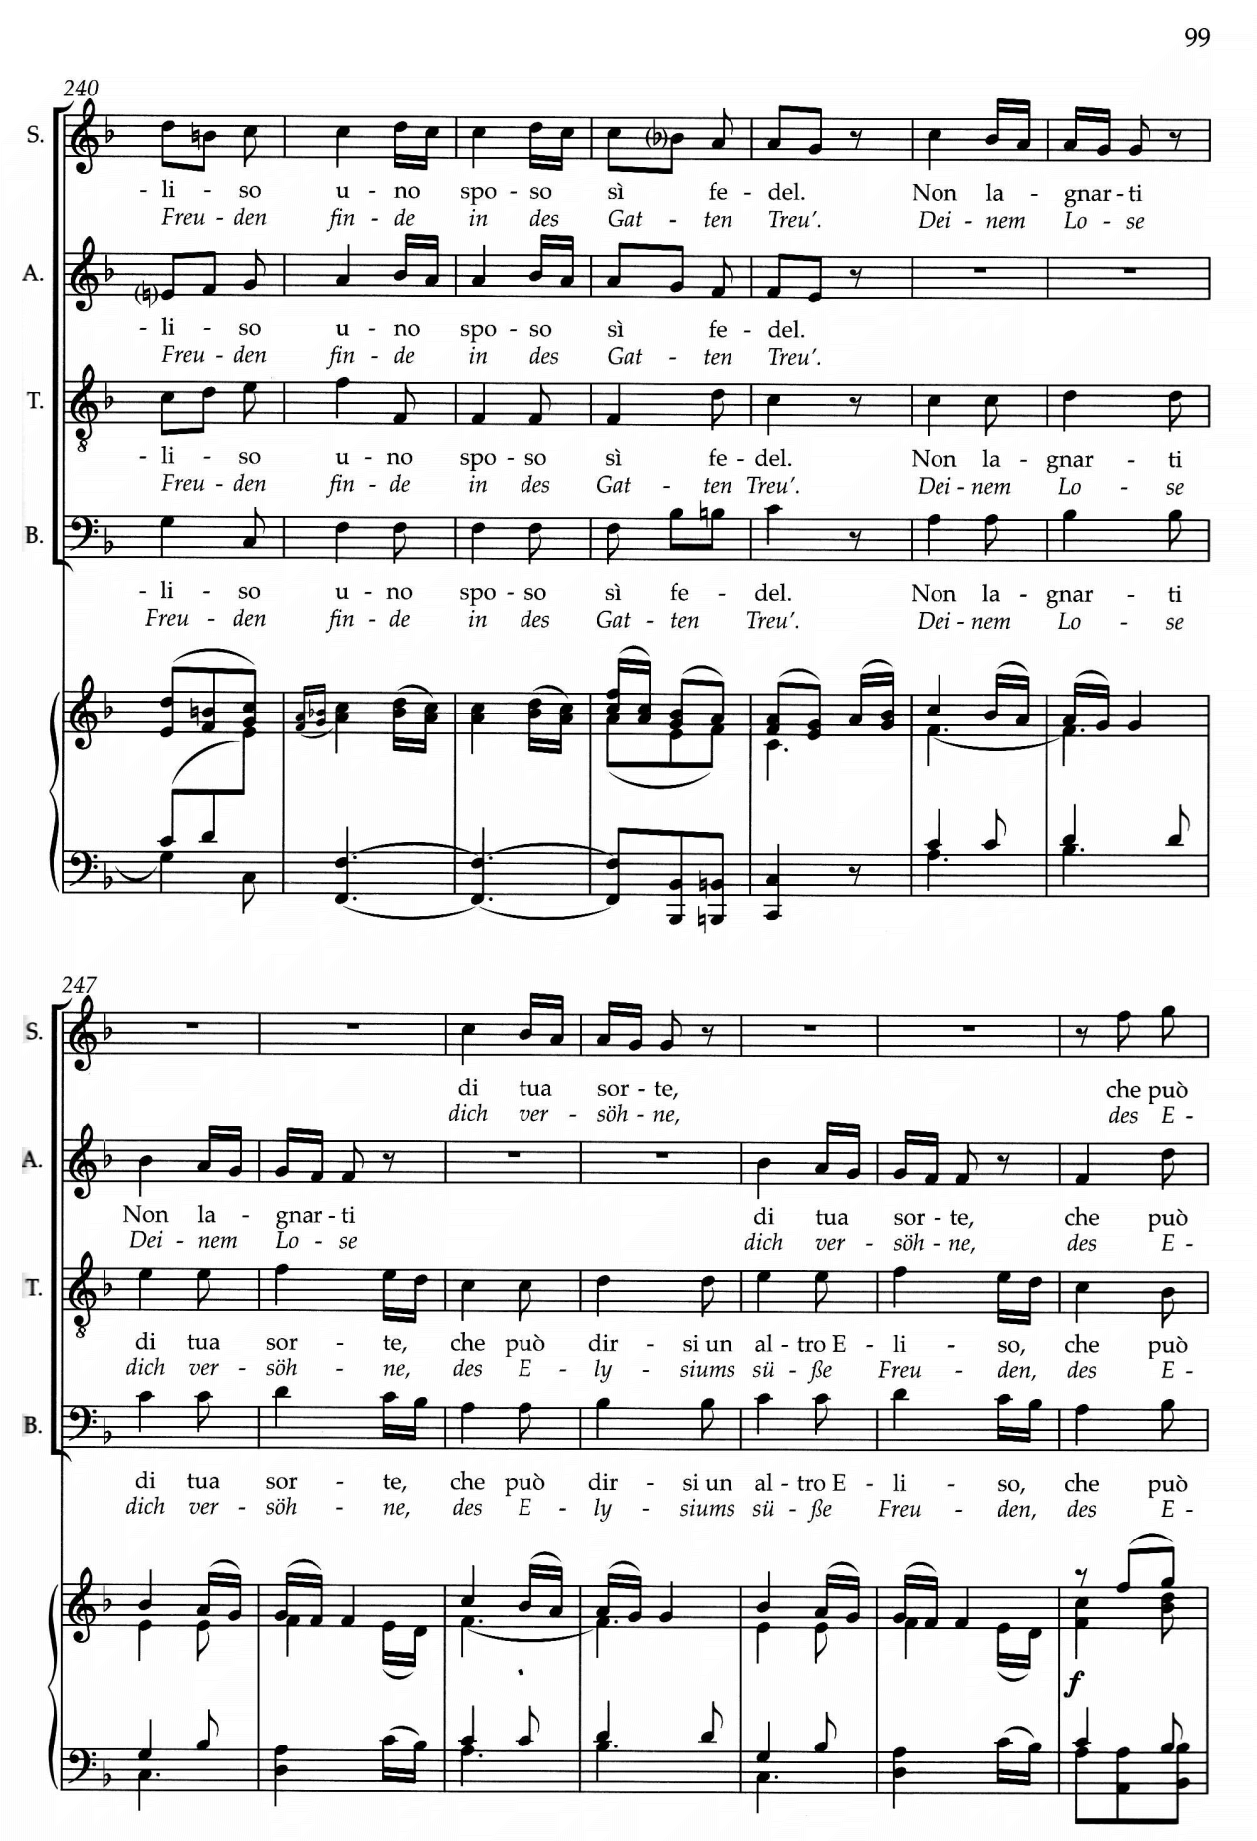 99
240
S.
- li - so u - no spo - so sì fe - del. Non la - gnar - ti
Freu - den fin - de in des Gat - ten Treu'. Dei - nem Lo - se
A.
- li - so u - no spo - so sì fe - del.
Freu - den fin - de in des Gat - ten Treu'.
T.
8
- li - so u - no spo - so sì fe - del. Non la - gnar - ti
Freu - den fin - de in des Gat - ten Treu'. Dei - nem Lo - se
B.
- li - so u - no spo - so sì fe - del. Non la - gnar - ti
Freu - den fin - de in des Gat - ten Treu'. Dei - nem Lo - se
247
S.
di tua sor - te, che può
dich ver - söh - ne, des E -
A.
Non la - gnar - ti di tua sor - te, che può
Dei - nem Lo - se dich ver - söh - ne, des E -
T.
8
di tua sor - te, che può dir - si un al - tro E - li - so, che può
dich ver - söh - ne, des E - ly - siums sü - ße Freu - den, des E -
B.
di tua sor - te, che può dir - si un al - tro E - li - so, che può
dich ver - söh - ne, des E - ly - siums sü - ße Freu - den, des E -
f